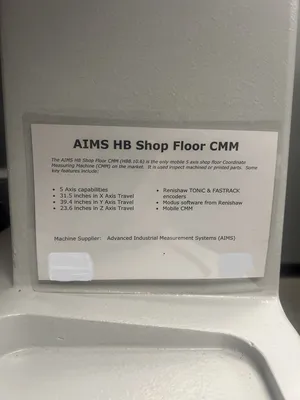 AIMS HB Shop Floor CMM
The AIMS HB Shop Floor CMM (HB8.10.6) is the only mobile 5 axis shop floor Coordinate
Measuring Machine (CMM) on the market. It is used inspect machined or printed parts. Some
key features include:
• 5 Axis capabilities
• 31.5 inches in X Axis Travel
• 39.4 inches in Y Axis Travel
• 23.6 inches in Z Axis Travel
• Renishaw TONiC & FASTRACK
encoders
• Modus software from Renishaw
• Mobile CMM
Machine Supplier: Advanced Industrial Measurement Systems (AIMS)